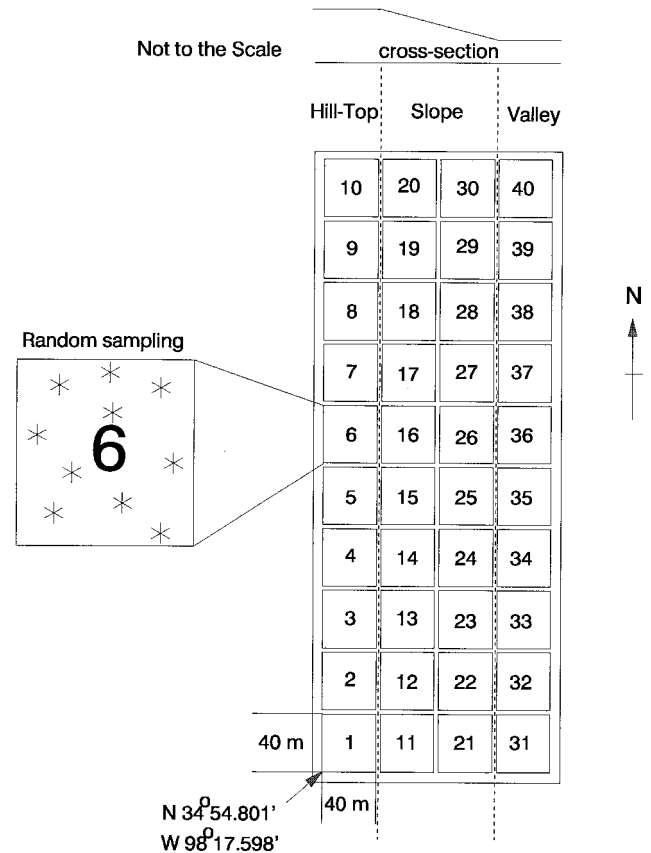 Not to the Scale
cross-section
Hill-Top Slope Valley
10 20 30 40
9 19 29 39
8 18 28 38
N
Random sampling
7 17 27 37
6
6 16 26 36
5 15 25 35
4 14 24 34
3 13 23 33
2 12 22 32
40 m 1 11 21 31
40 m
N 34° 54.801'
W 98° 17.598'